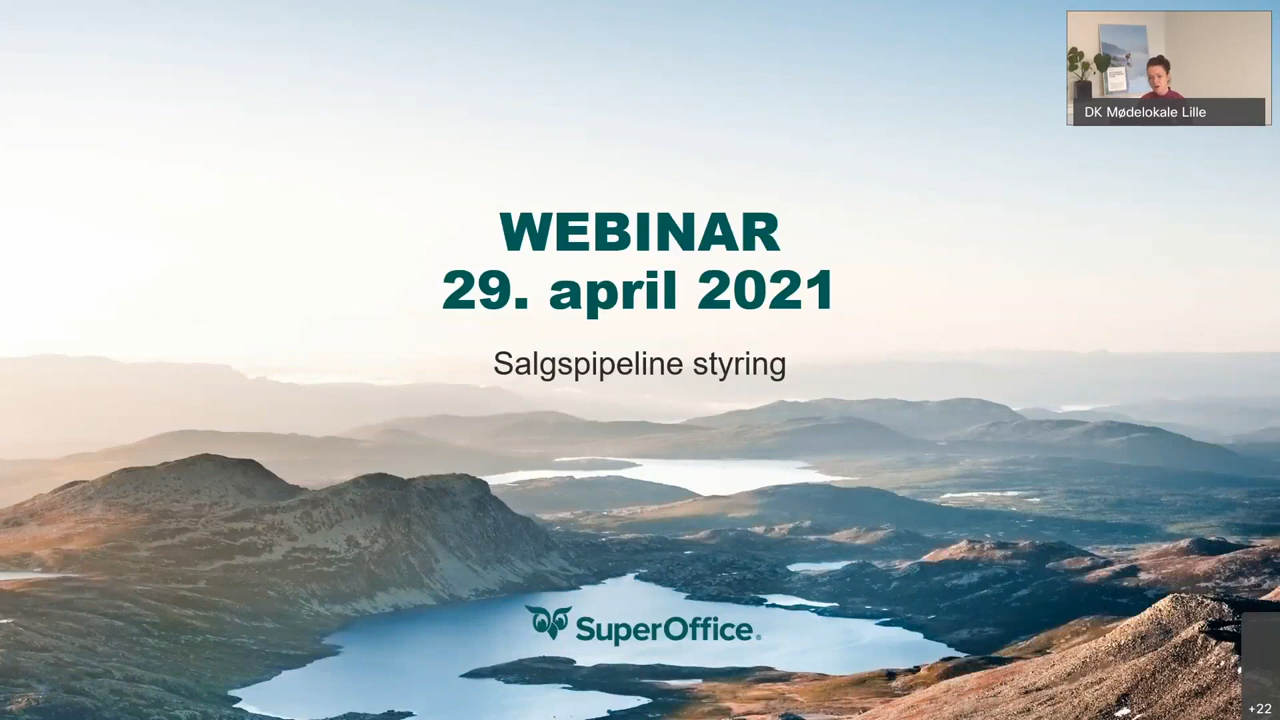 DK Mødelokale Lille
WEBINAR
29. april 2021
Salgspipeline styring
SuperOffice®
+22